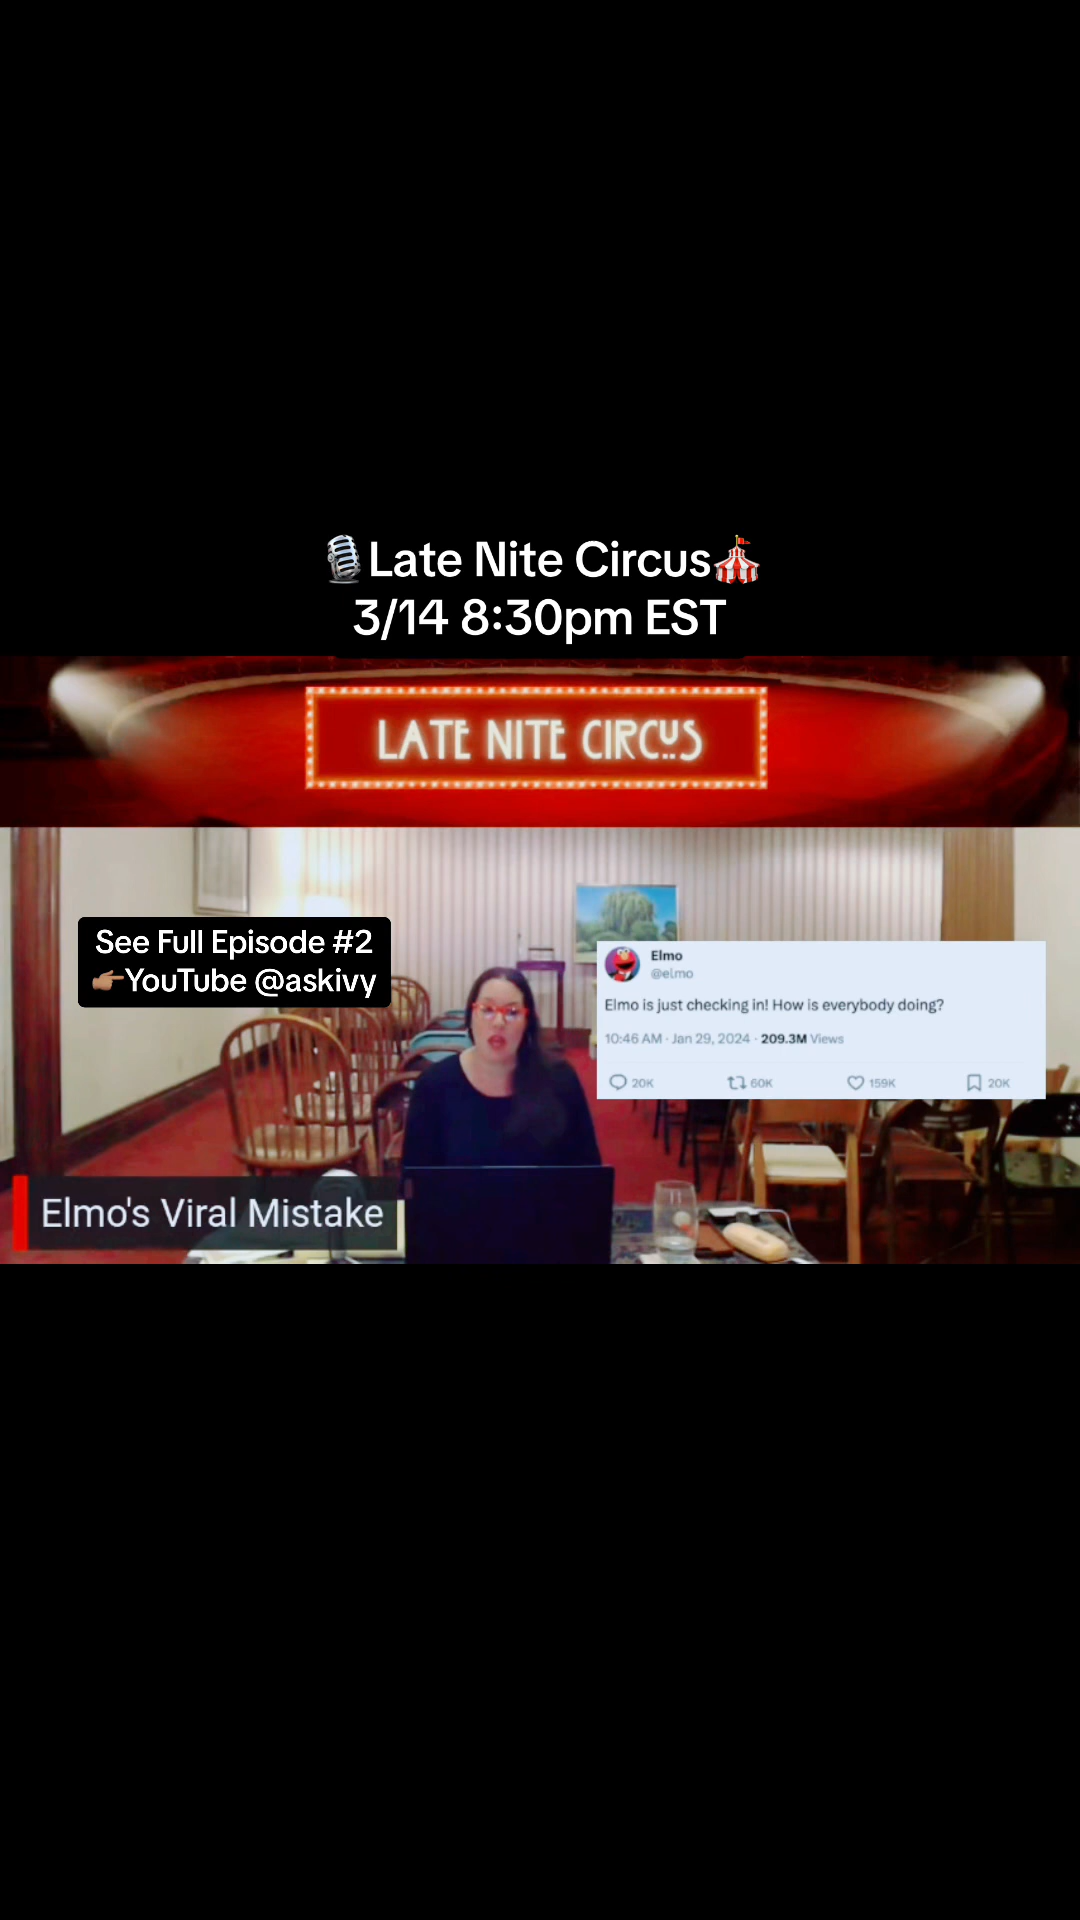 🎙️Late Nite Circus🎪
3/14 8:30pm EST
LATE NITE CIRCUS
See Full Episode #2
👉🏽YouTube @askivy
Elmo
@elmo
Elmo is just checking in! How is everybody doing?
10:46 AM · Jan 29, 2024 · 209.3M Views
20K 60K 159K 20K
Elmo's Viral Mistake